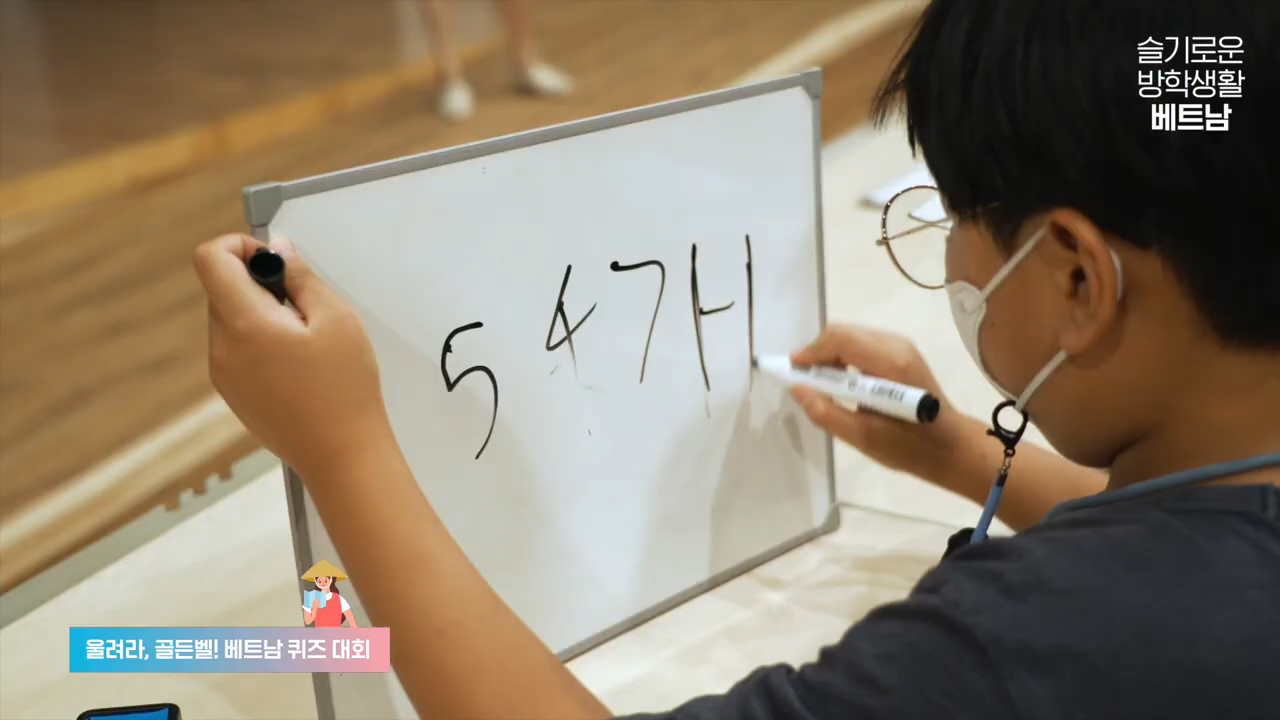 슬기로운
방학생활
베트남
54개
울려라, 골든벨! 베트남 퀴즈 대회